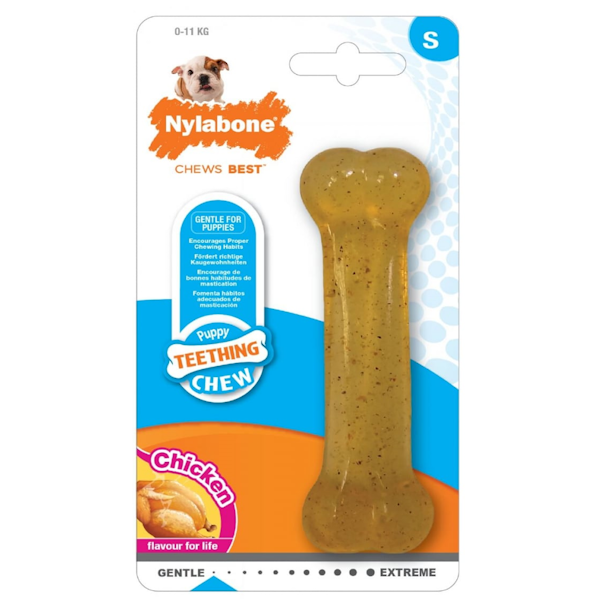 0-11 KG
S
Nylabone®
CHEWS BEST™
GENTLE FOR
PUPPIES
Encourages Proper
Chewing Habits
Fördert richtige
Kaugewohnheiten
Encourage de
bonnes habitudes de
mastication
Fomenta hábitos
adecuados de
masticación
Puppy
TEETHING
CHEW
Chicken
flavour for life
GENTLE
EXTREME